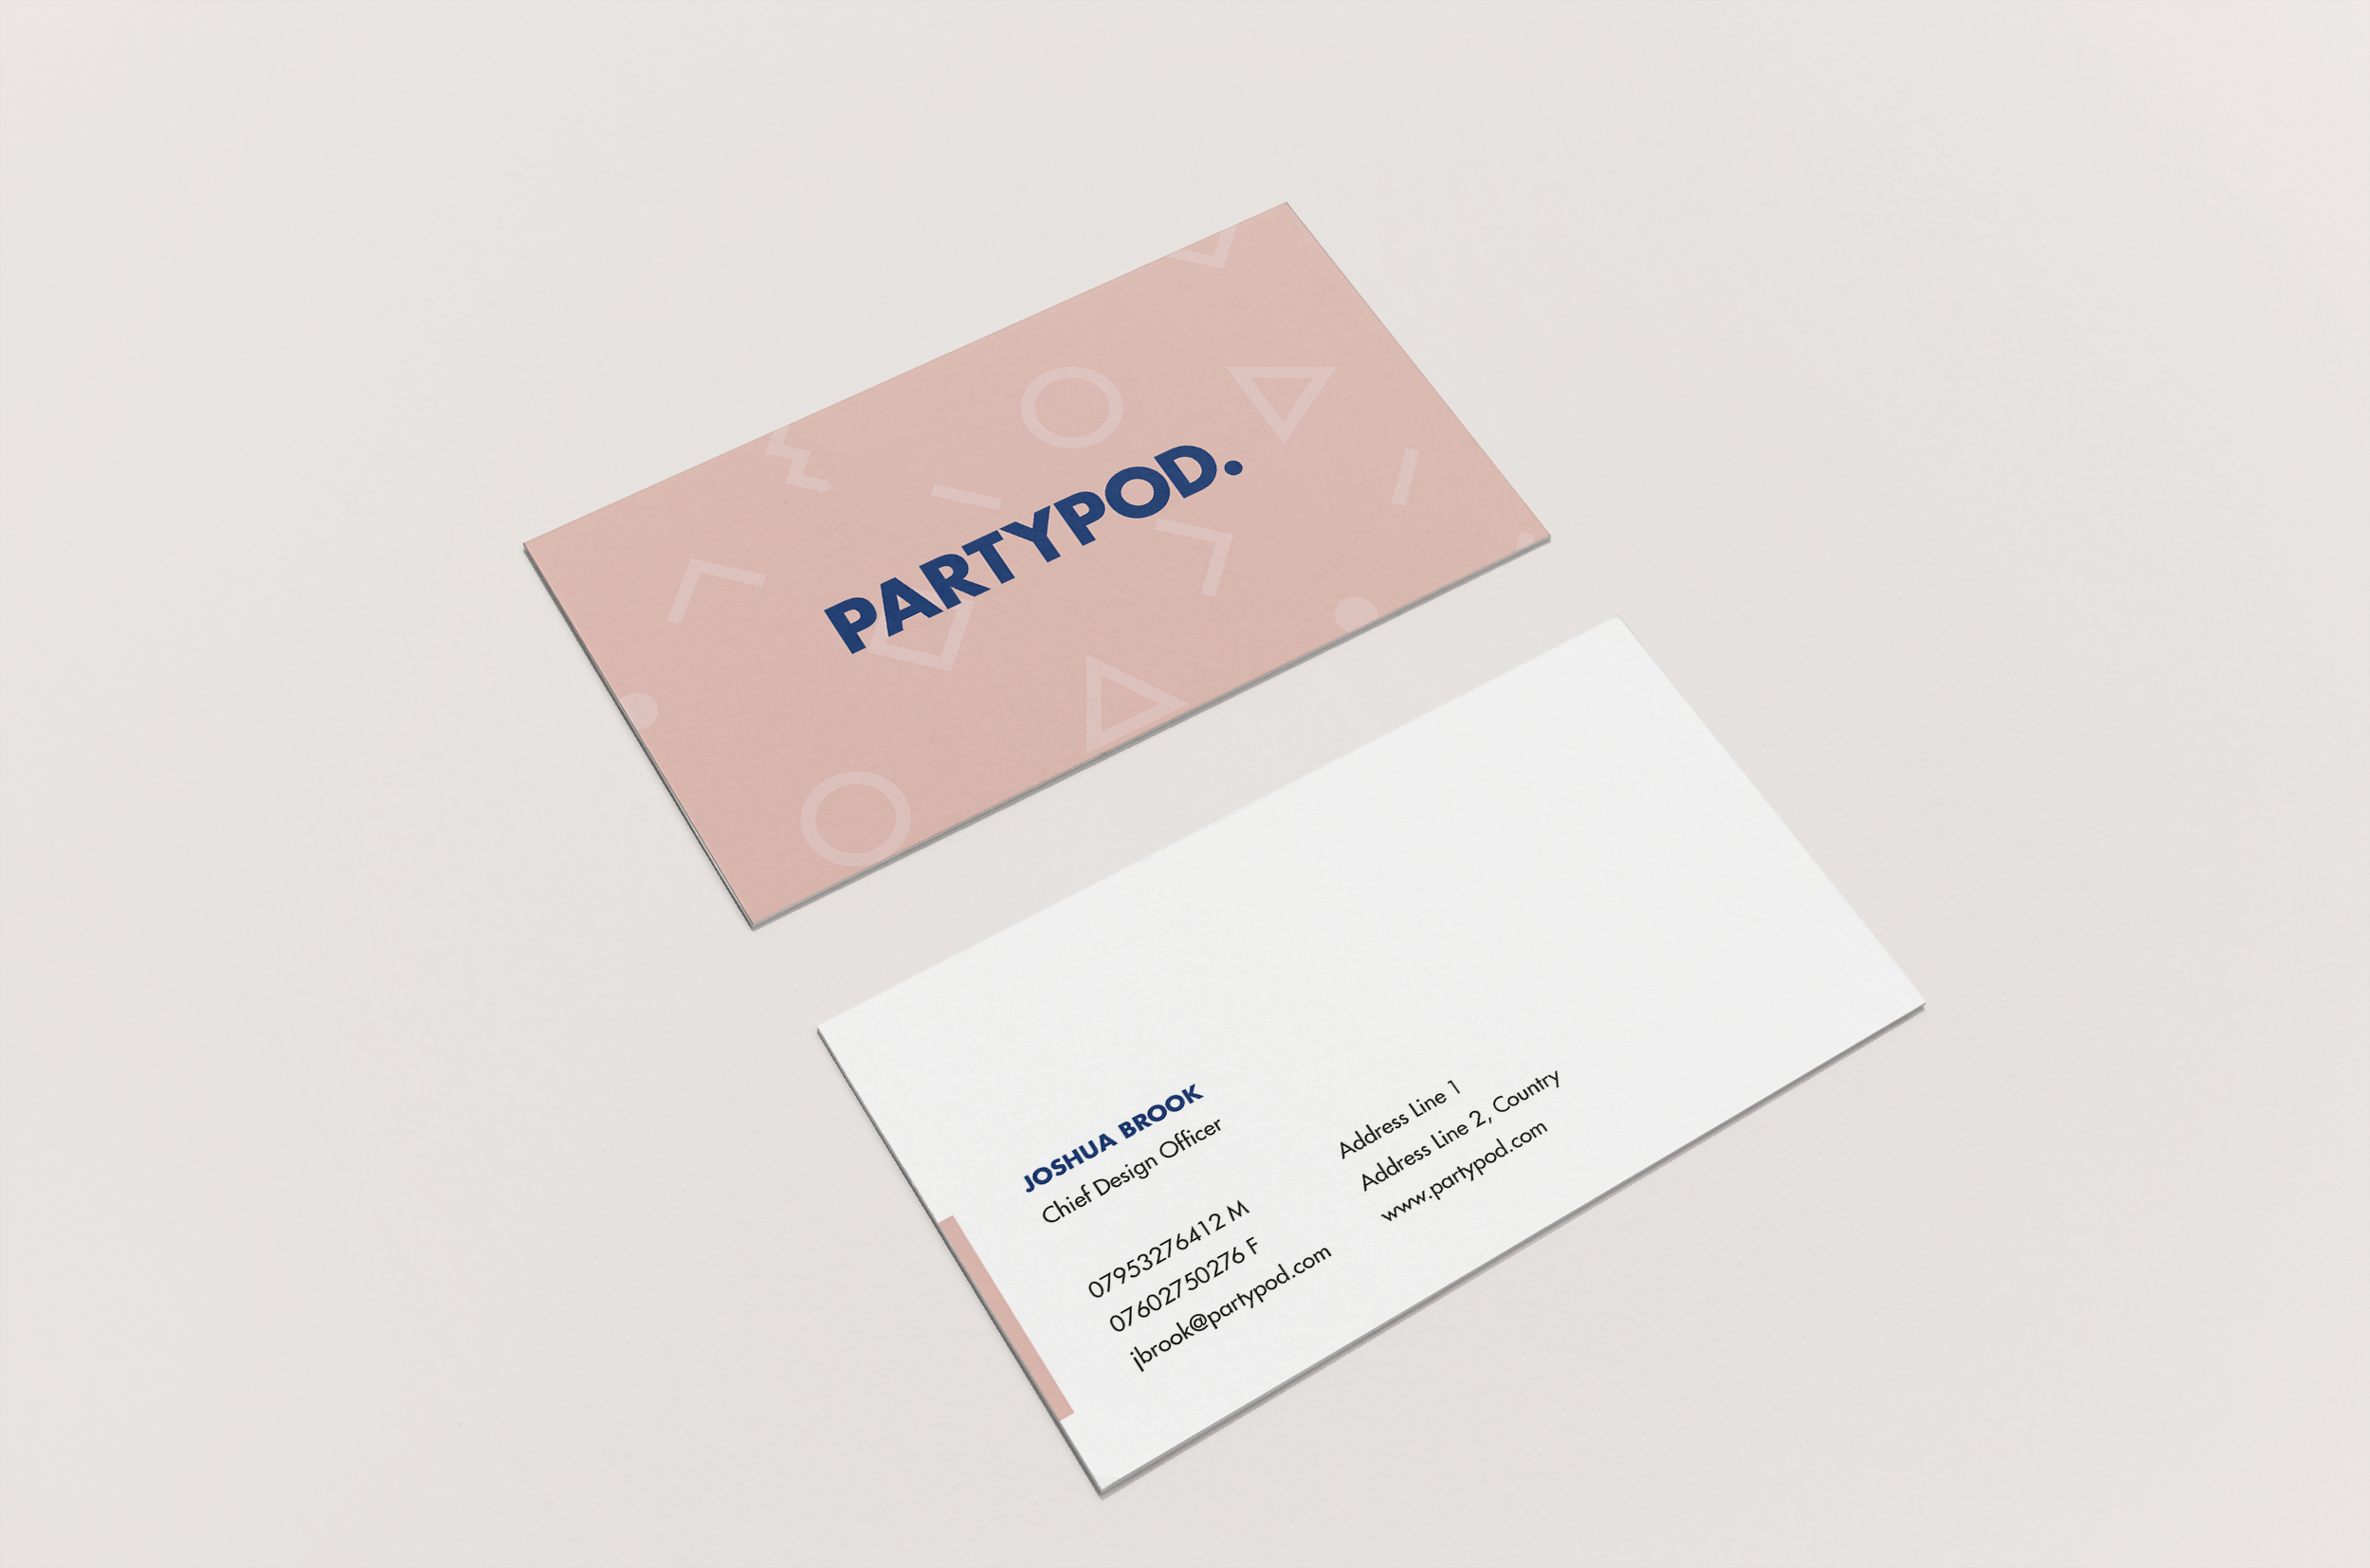 PARTYPOD.
JOSHUA BROOK
Chief Design Officer
07953276412 M
07602750276 F
jbrook@partypod.com
Address Line 1
Address Line 2, Country
www.partypod.com